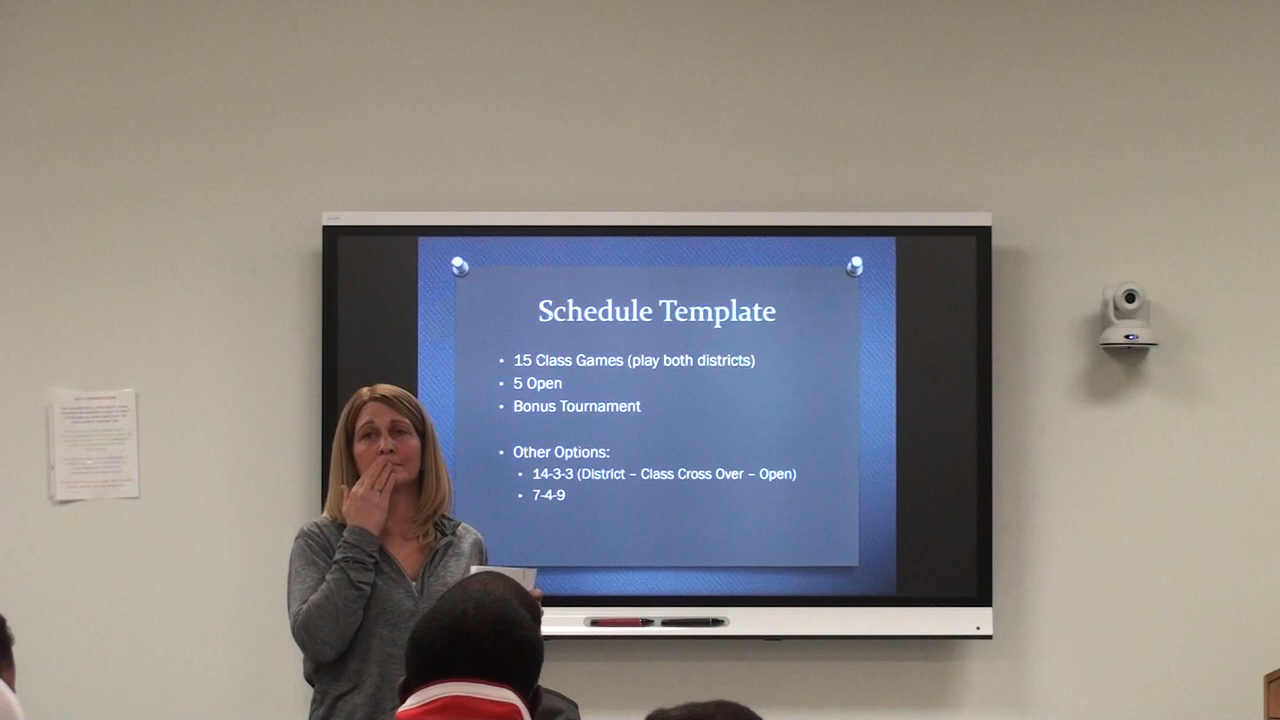 Schedule Template
• 15 Class Games (play both districts)
• 5 Open
• Bonus Tournament
• Other Options:
• 14-3-3 (District – Class Cross Over – Open)
• 7-4-9